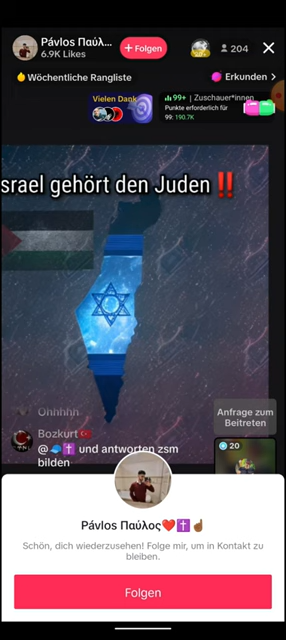 Pávlos Παύλ...
6.9K Likes
+ Folgen
204
Wöchentliche Rangliste
Erkunden >
Vielen Dank
99+ | Zuschauer*innen
Punkte erforderlich für
99: 190.7K
srael gehört den Juden ‼️
Ohhhhh
Bozkurt🇹🇷
@🧢✝️ und antworten zsm
bilden
Anfrage zum
Beitreten
20
Pávlos Παύλος❤️✝️☝🏾
Schön, dich wiederzusehen! Folge mir, um in Kontakt zu
bleiben.
Folgen